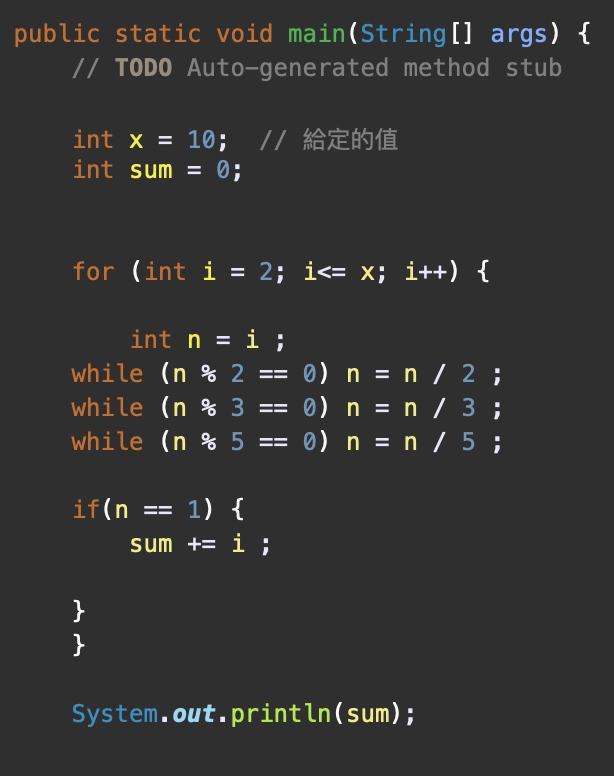 public static void main(String[] args) {
// TODO Auto-generated method stub
int x = 10;  // 給定的值
int sum = 0;
for (int i = 2; i<= x; i++) {
int n = i ;
while (n % 2 == 0) n = n / 2 ;
while (n % 3 == 0) n = n / 3 ;
while (n % 5 == 0) n = n / 5 ;
if(n == 1) {
sum += i ;
}
}
System.out.println(sum);